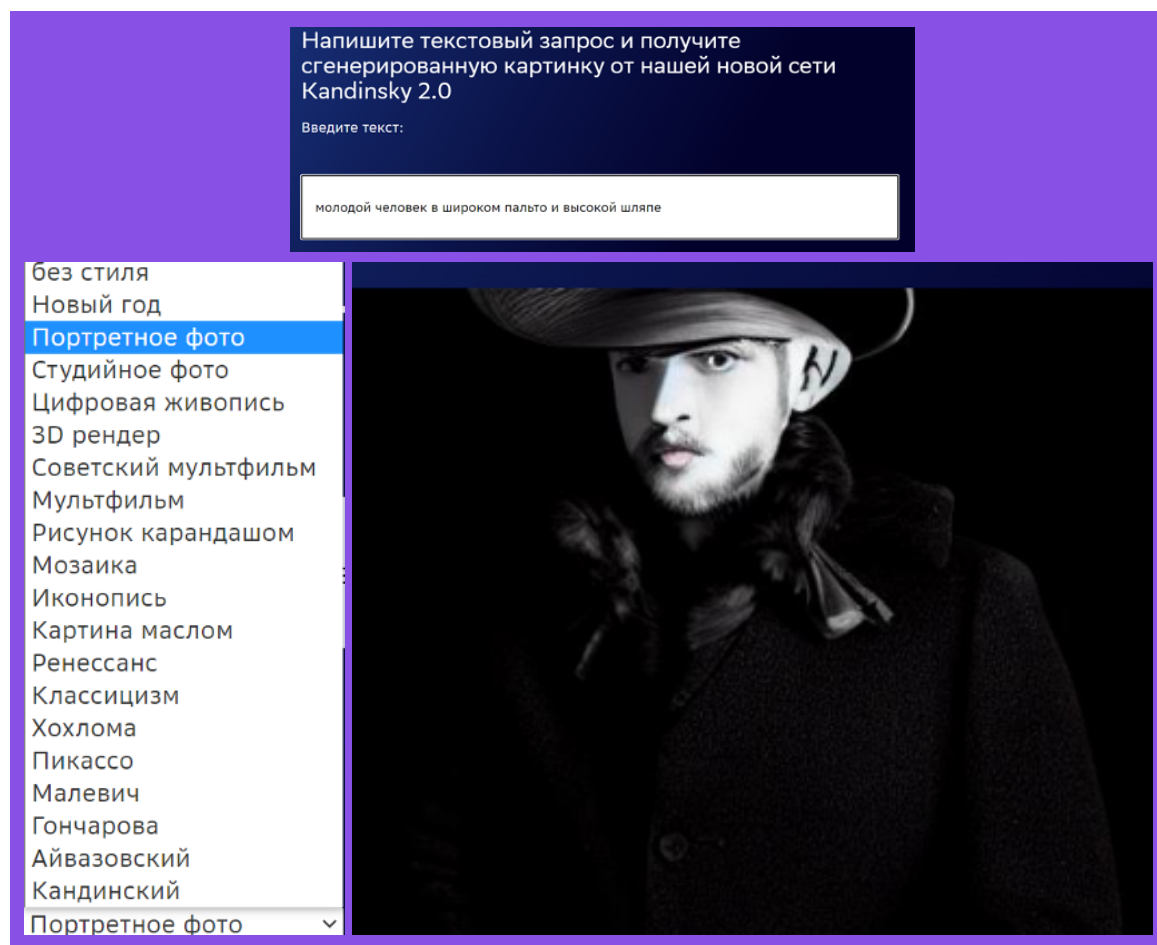 Напишите текстовый запрос и получите
сгенерированную картинку от нашей новой сети
Kandinsky 2.0
Введите текст:
молодой человек в широком пальто и высокой шляпе
без стиля
Новый год
Портретное фото
Студийное фото
Цифровая живопись
3D рендер
Советский мультфильм
Мультфильм
Рисунок карандашом
Мозаика
Иконопись
Картина маслом
Ренессанс
Классицизм
Хохлома
Пикассо
Малевич
Гончарова
Айвазовский
Кандинский
Портретное фото